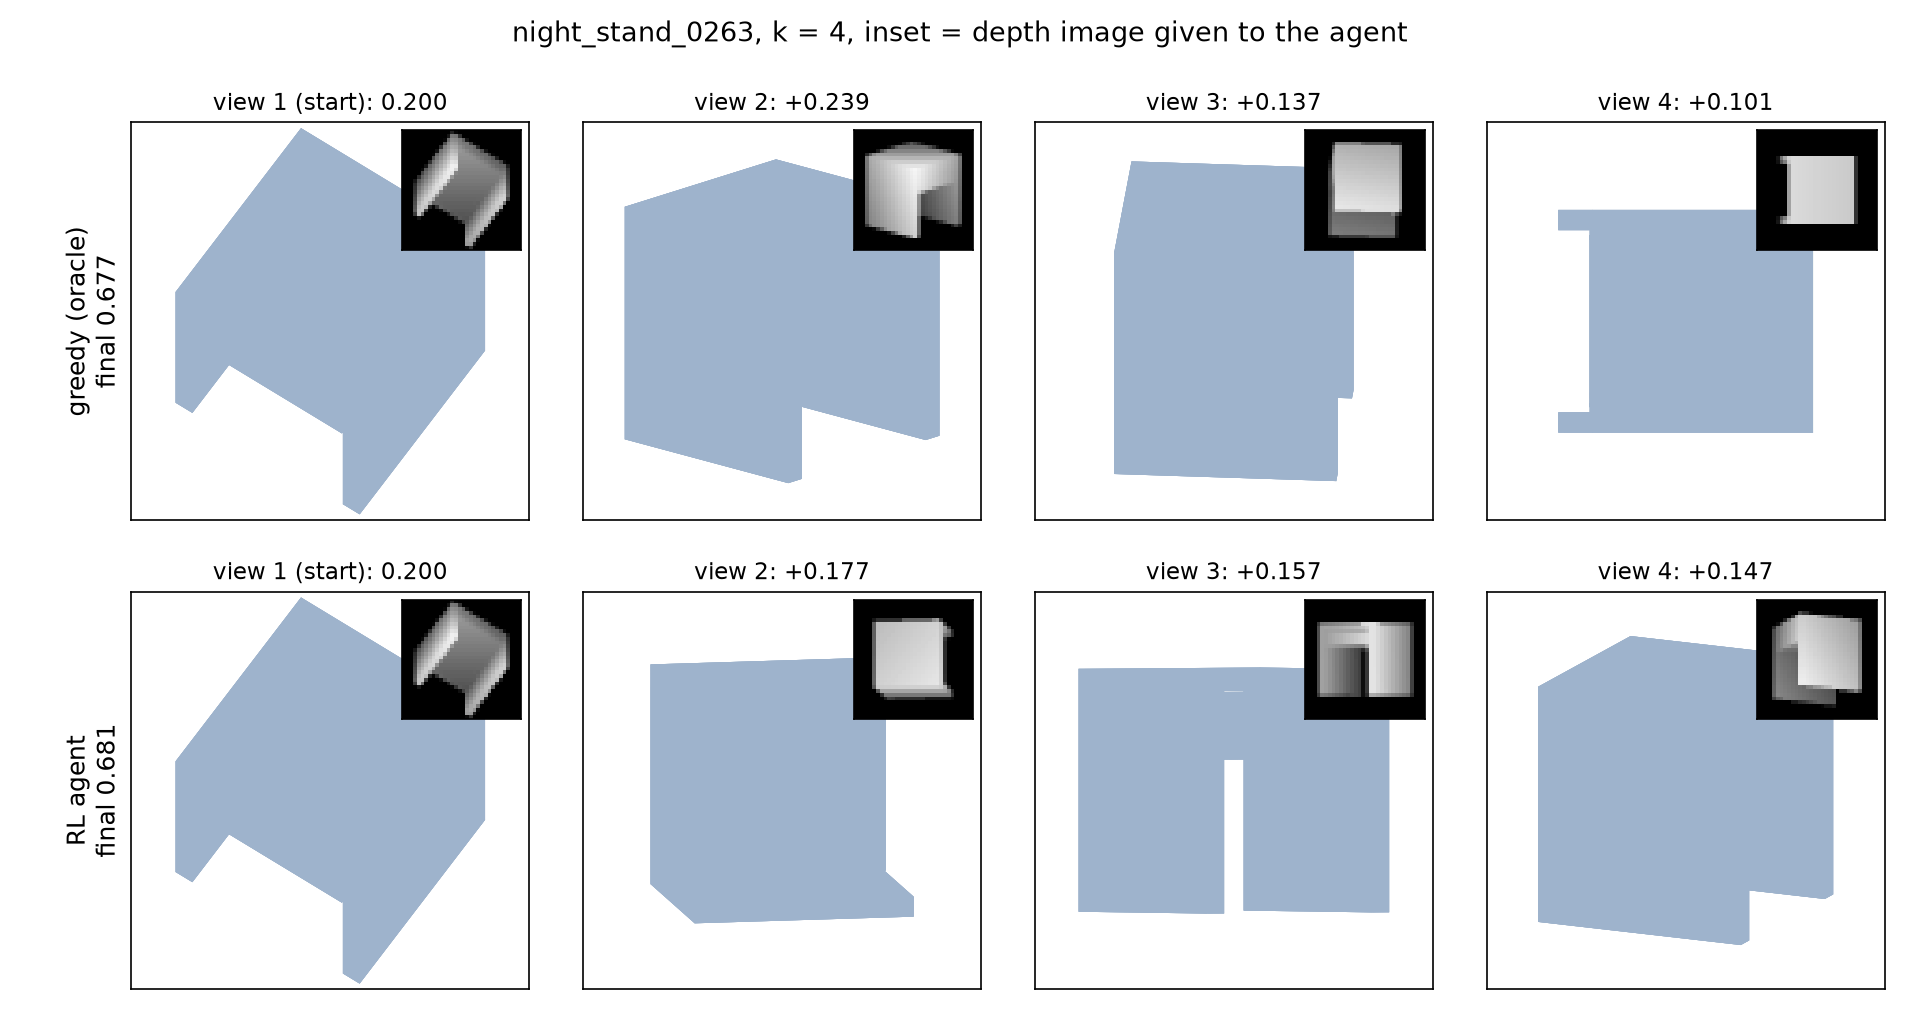 night_stand_0263, k = 4, inset = depth image given to the agent
view 1 (start): 0.200
view 2: +0.239
view 3: +0.137
view 4: +0.101
greedy (oracle)
final 0.677
view 1 (start): 0.200
view 2: +0.177
view 3: +0.157
view 4: +0.147
RL agent
final 0.681